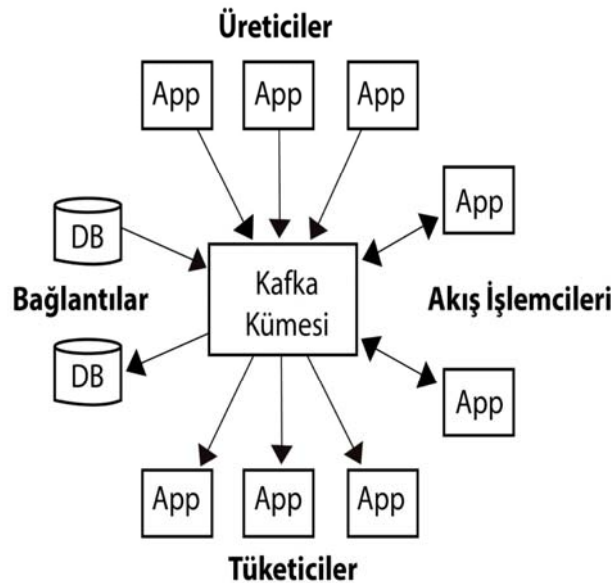 Üreticiler
App
App
App
DB
App
Bağlantılar
Kafka
Kümesi
Akış İşlemcileri
DB
App
App
App
App
Tüketiciler